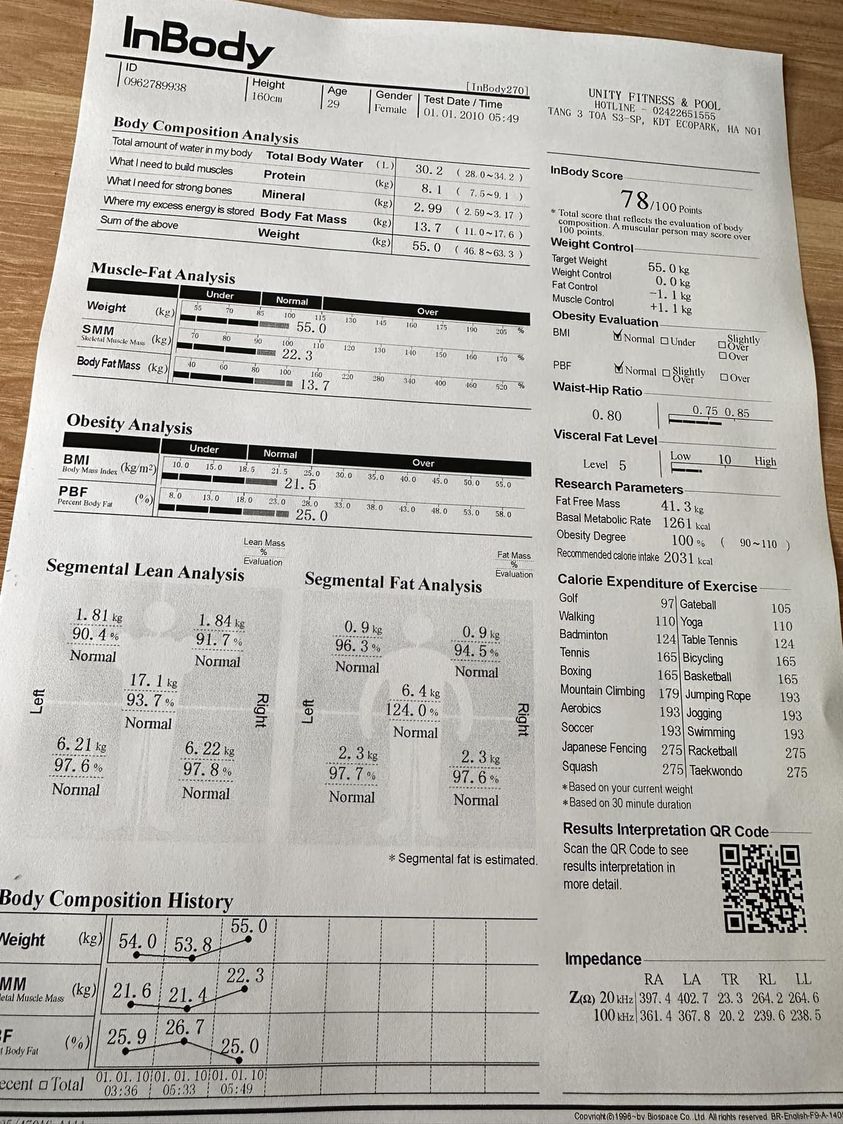 InBody
[InBody270]
ID
0962789938
Height
160cm
Age
29
Gender
Female
Test Date / Time
01. 01. 2010 05:49
UNITY FITNESS & POOL
HOTLINE - 02422651555
TANG 3 TOA S3-SP, KDT ECOPARK, HA NOI
Body Composition Analysis
Total amount of water in my body Total Body Water (L) 30. 2 ( 28. 0~34. 2 )
What I need to build muscles Protein (kg) 8. 1 ( 7. 5~9. 1 )
What I need for strong bones Mineral (kg) 2. 99 ( 2. 59~3. 17 )
Where my excess energy is stored Body Fat Mass (kg) 13. 7 ( 11. 0~17. 6 )
Sum of the above Weight (kg) 55. 0 ( 46. 8~63. 3 )
Muscle-Fat Analysis
Under Normal Over
Weight (kg) 55 70 85 100 115 130 145 160 175 190 205 %
55. 0
SMM (kg) 70 80 90 100 110 120 130 140 150 160 170 %
Skeletal Muscle Mass
22. 3
Body Fat Mass (kg) 40 60 80 100 160 220 280 340 400 460 520 %
13. 7
Obesity Analysis
Under Normal Over
BMI (kg/m²) 10. 0 15. 0 18. 5 21. 5 25. 0 30. 0 35. 0 40. 0 45. 0 50. 0 55. 0
Body Mass Index
21. 5
PBF (%) 8. 0 13. 0 18. 0 23. 0 28. 0 33. 0 38. 0 43. 0 48. 0 53. 0 58. 0
Percent Body Fat
25. 0
Segmental Lean Analysis
Lean Mass
%
Evaluation
1. 81 kg 1. 84 kg
90. 4 % 91. 7 %
Normal Normal
17. 1 kg
93. 7 %
Normal
Left Right
6. 21 kg 6. 22 kg
97. 6 % 97. 8 %
Normal Normal
Segmental Fat Analysis
Fat Mass
%
Evaluation
0. 9 kg 0. 9 kg
96. 3 % 94. 5 %
Normal Normal
6. 4 kg
124. 0 %
Normal
Left Right
2. 3 kg 2. 3 kg
97. 7 % 97. 6 %
Normal Normal
* Segmental fat is estimated.
Body Composition History
Weight (kg) 54. 0 53. 8 55. 0
MM (kg) 21. 6 21. 4 22. 3
etal Muscle Mass
F (%) 25. 9 26. 7 25. 0
t Body Fat
ecent □ Total 01. 01. 10 01. 01. 10 01. 01. 10
03:36 05:33 05:49
InBody Score
78/100 Points
* Total score that reflects the evaluation of body
composition. A muscular person may score over
100 points.
Weight Control
Target Weight 55. 0 kg
Weight Control 0. 0 kg
Fat Control −1. 1 kg
Muscle Control +1. 1 kg
Obesity Evaluation
BMI ☑ Normal □ Under □ Slightly Over
□ Over
PBF ☑ Normal □ Slightly Over □ Over
Waist-Hip Ratio
0. 80 0. 75 0. 85
Visceral Fat Level
Level 5 Low 10 High
Research Parameters
Fat Free Mass 41. 3 kg
Basal Metabolic Rate 1261 kcal
Obesity Degree 100 % ( 90~110 )
Recommended calorie intake 2031 kcal
Calorie Expenditure of Exercise
Golf 97 Gateball 105
Walking 110 Yoga 110
Badminton 124 Table Tennis 124
Tennis 165 Bicycling 165
Boxing 165 Basketball 165
Mountain Climbing 179 Jumping Rope 193
Aerobics 193 Jogging 193
Soccer 193 Swimming 193
Japanese Fencing 275 Racketball 275
Squash 275 Taekwondo 275
*Based on your current weight
*Based on 30 minute duration
Results Interpretation QR Code
Scan the QR Code to see
results interpretation in
more detail.
Impedance
RA LA TR RL LL
Z(Ω) 20 kHz 397. 4 402. 7 23. 3 264. 2 264. 6
100 kHz 361. 4 367. 8 20. 2 239. 6 238. 5
Copyright©1996~by Biospace Co., Ltd. All rights reserved. BR-English-F9-A-140